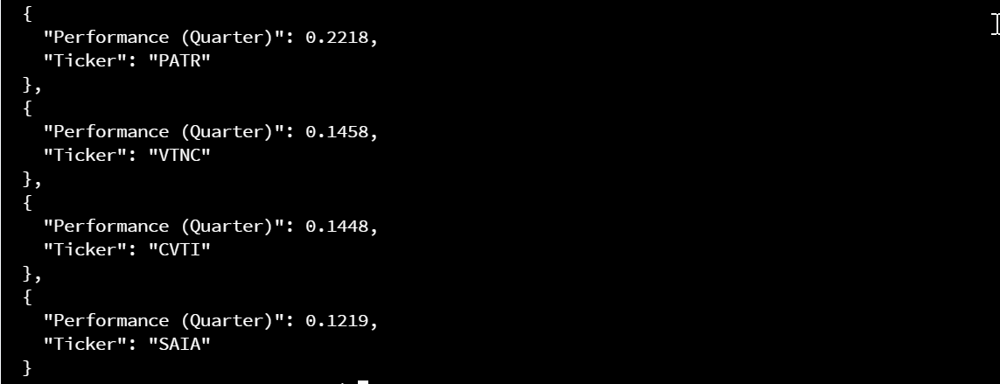 {
"Performance (Quarter)": 0.2218,
"Ticker": "PATR"
},
{
"Performance (Quarter)": 0.1458,
"Ticker": "VTNC"
},
{
"Performance (Quarter)": 0.1448,
"Ticker": "CVTI"
},
{
"Performance (Quarter)": 0.1219,
"Ticker": "SAIA"
}